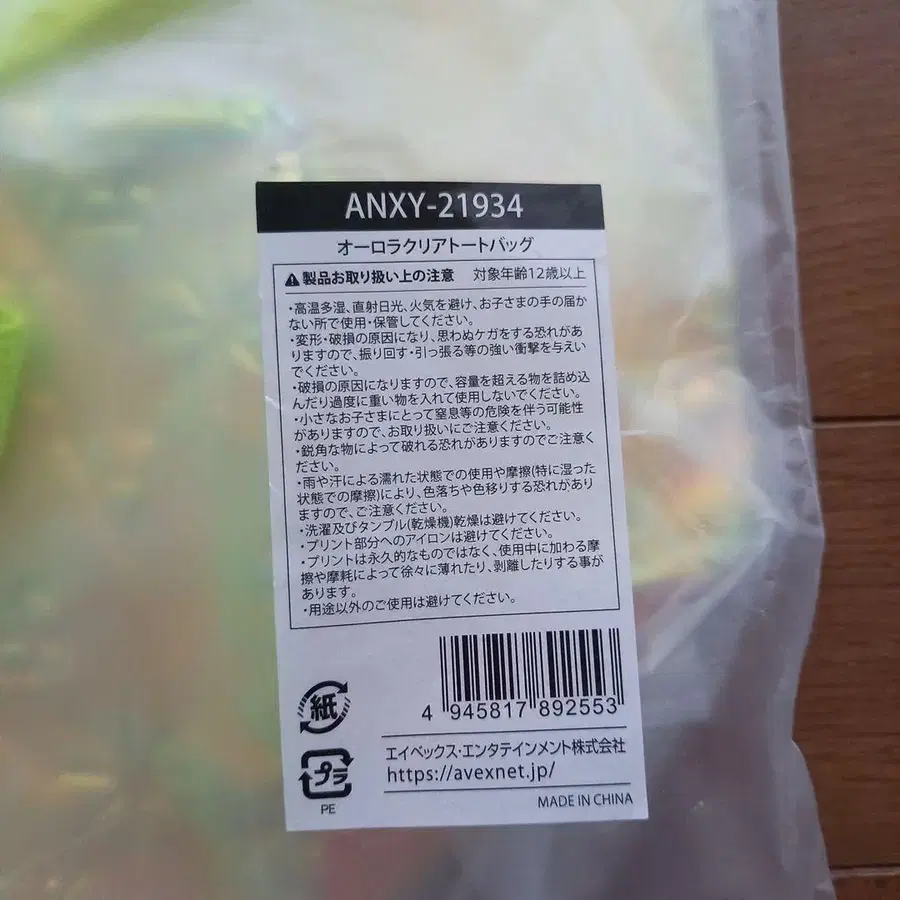 ANXY-21934
オーロラクリアトートバッグ
製品お取り扱い上の注意 対象年齢12歳以上
・高温多湿、直射日光、火気を避け、お子さまの手の届か
ない所で使用・保管してください。
・変形・破損の原因になり、思わぬケガをする恐れがあ
りますので、振り回す・引っ張る等の強い衝撃を与えない
でください。
・破損の原因になりますので、容量を超える物を詰め込
んだり過度に重い物を入れて使用しないでください。
・小さなお子さまにとって窒息等の危険を伴う可能性
がありますので、お取り扱いにご注意ください。
・鋭角な物によって破れる恐れがありますのでご注意く
ださい。
・雨や汗による濡れた状態での使用や摩擦(特に湿った
状態での摩擦)により、色落ちや色移りする恐れがあり
ますので、ご注意ください。
・洗濯及びタンブル(乾燥機)乾燥は避けてください。
・プリント部分へのアイロンは避けてください。
・プリントは永久的なものではなく、使用中に加わる摩
擦や摩耗によって徐々に薄れたり、剥離したりする事が
あります。
・用途以外のご使用は避けてください。
紙
プラ
PE
4 945817 892553
エイベックス・エンタテインメント株式会社
https://avexnet.jp/
MADE IN CHINA